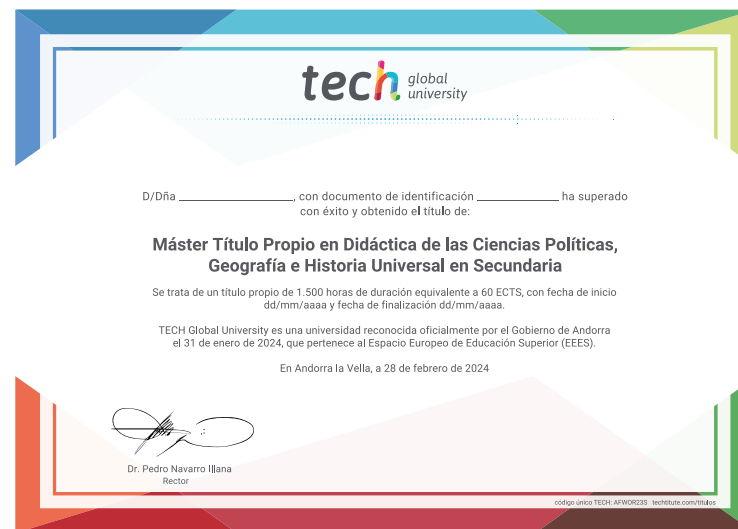 tech global
university
D/Dña ____________________, con documento de identificación ______________ ha superado
con éxito y obtenido el título de:
Máster Título Propio en Didáctica de las Ciencias Políticas,
Geografía e Historia Universal en Secundaria
Se trata de un título propio de 1.500 horas de duración equivalente a 60 ECTS, con fecha de inicio
dd/mm/aaaa y fecha de finalización dd/mm/aaaa.
TECH Global University es una universidad reconocida oficialmente por el Gobierno de Andorra
el 31 de enero de 2024, que pertenece al Espacio Europeo de Educación Superior (EEES).
En Andorra la Vella, a 28 de febrero de 2024
Dr. Pedro Navarro Illana
Rector
código único TECH: AFWOR23S techtitute.com/titulos